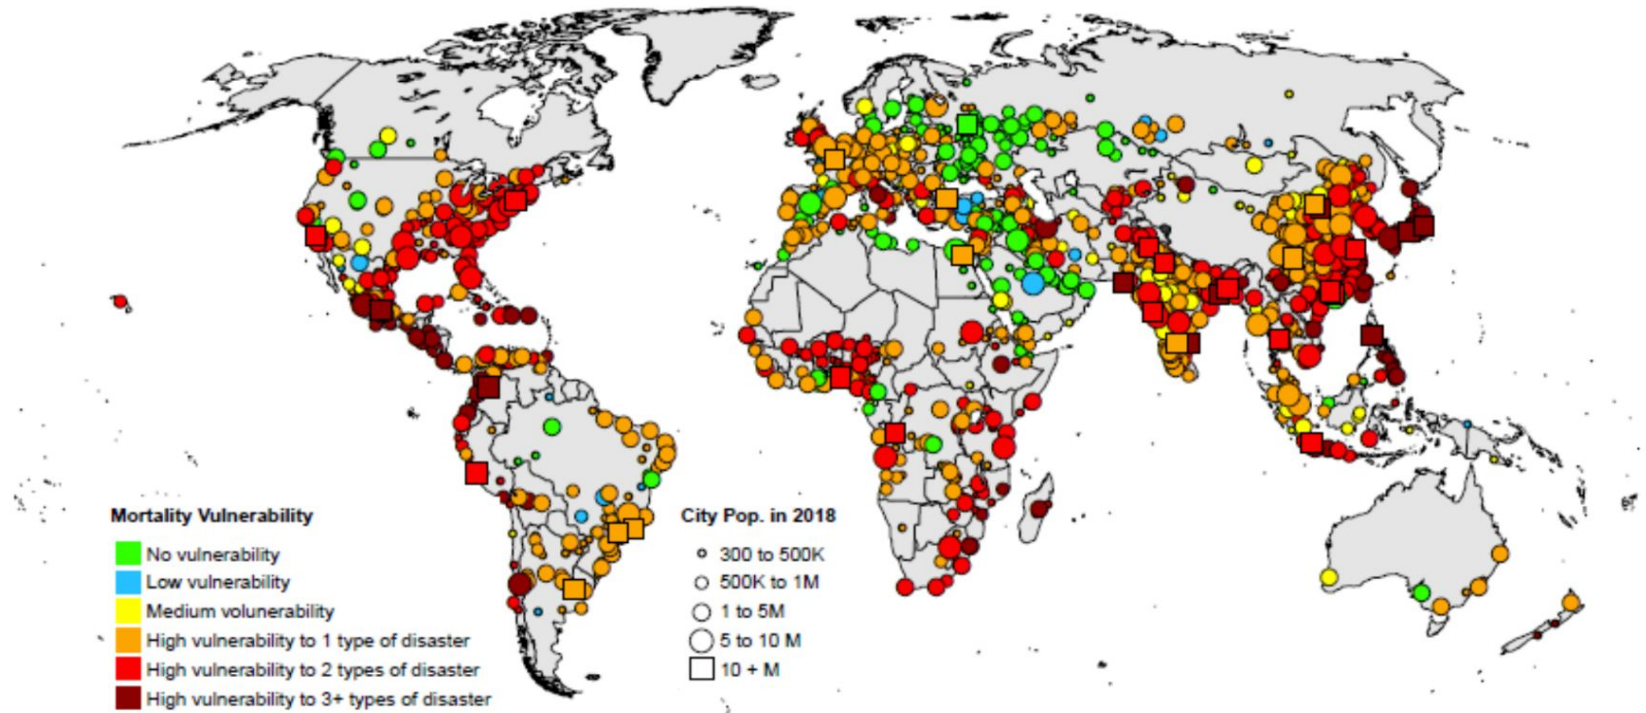 Mortality Vulnerability
No vulnerability
Low vulnerability
Medium volunerability
High vulnerability to 1 type of disaster
High vulnerability to 2 types of disaster
High vulnerability to 3+ types of disaster
City Pop. in 2018
300 to 500K
500K to 1M
1 to 5M
5 to 10 M
10 + M